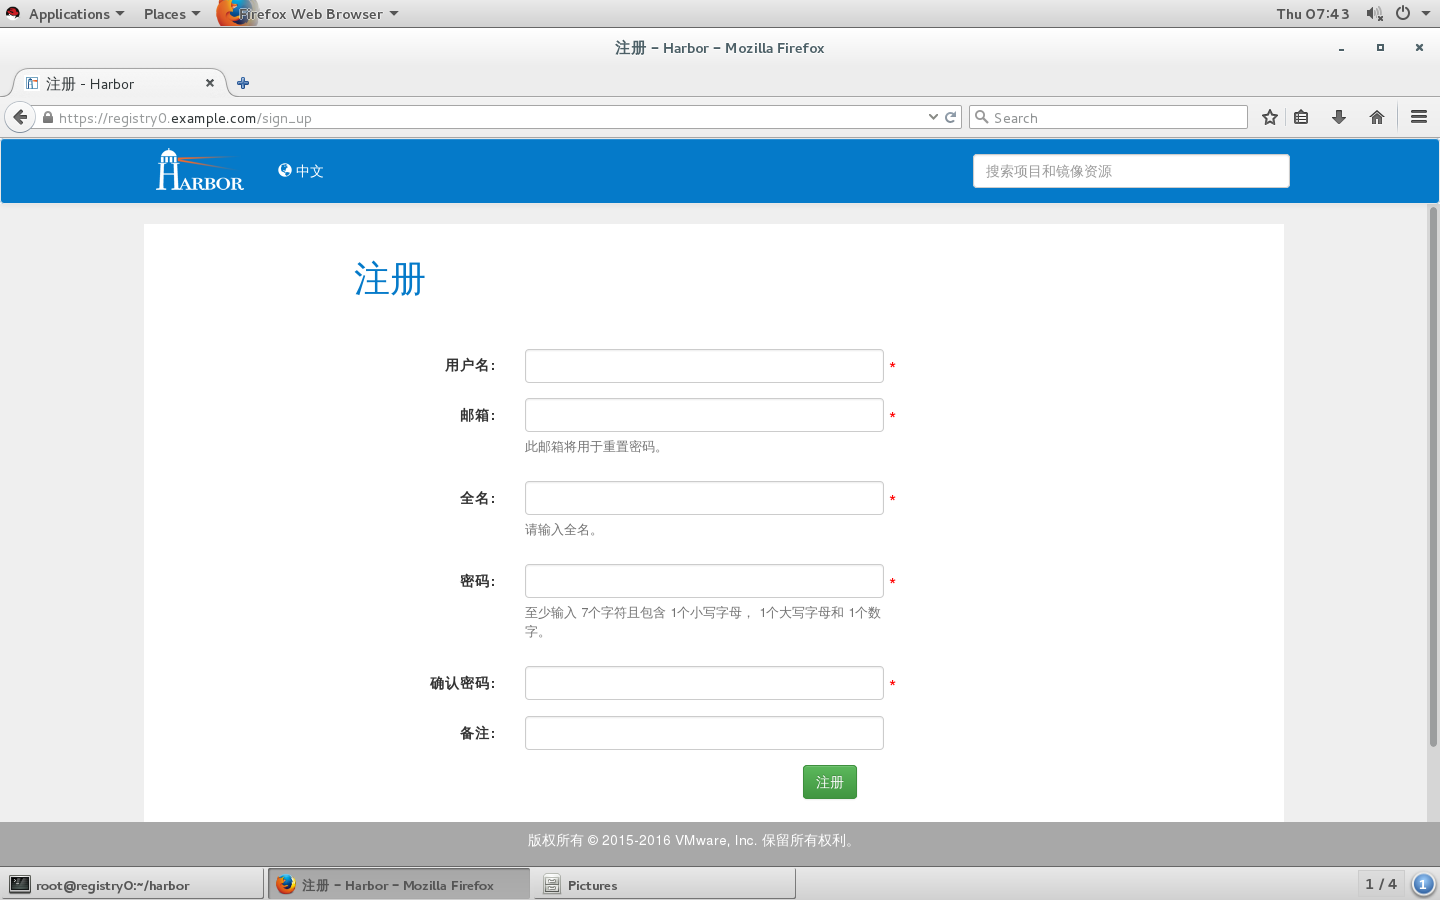 Applications Places Firefox Web Browser Thu 07:43
注册 – Harbor – Mozilla Firefox
注册 - Harbor
https://registry0.example.com/sign_up Search
HARBOR 中文 搜索项目和镜像资源
注册
用户名: *
邮箱: *
此邮箱将用于重置密码。
全名: *
请输入全名。
密码: *
至少输入 7个字符且包含 1个小写字母， 1个大写字母和 1个数
字。
确认密码: *
备注:
注册
版权所有 © 2015-2016 VMware, Inc. 保留所有权利。
root@registry0:~/harbor 注册 – Harbor – Mozilla Firefox Pictures 1 / 4 1